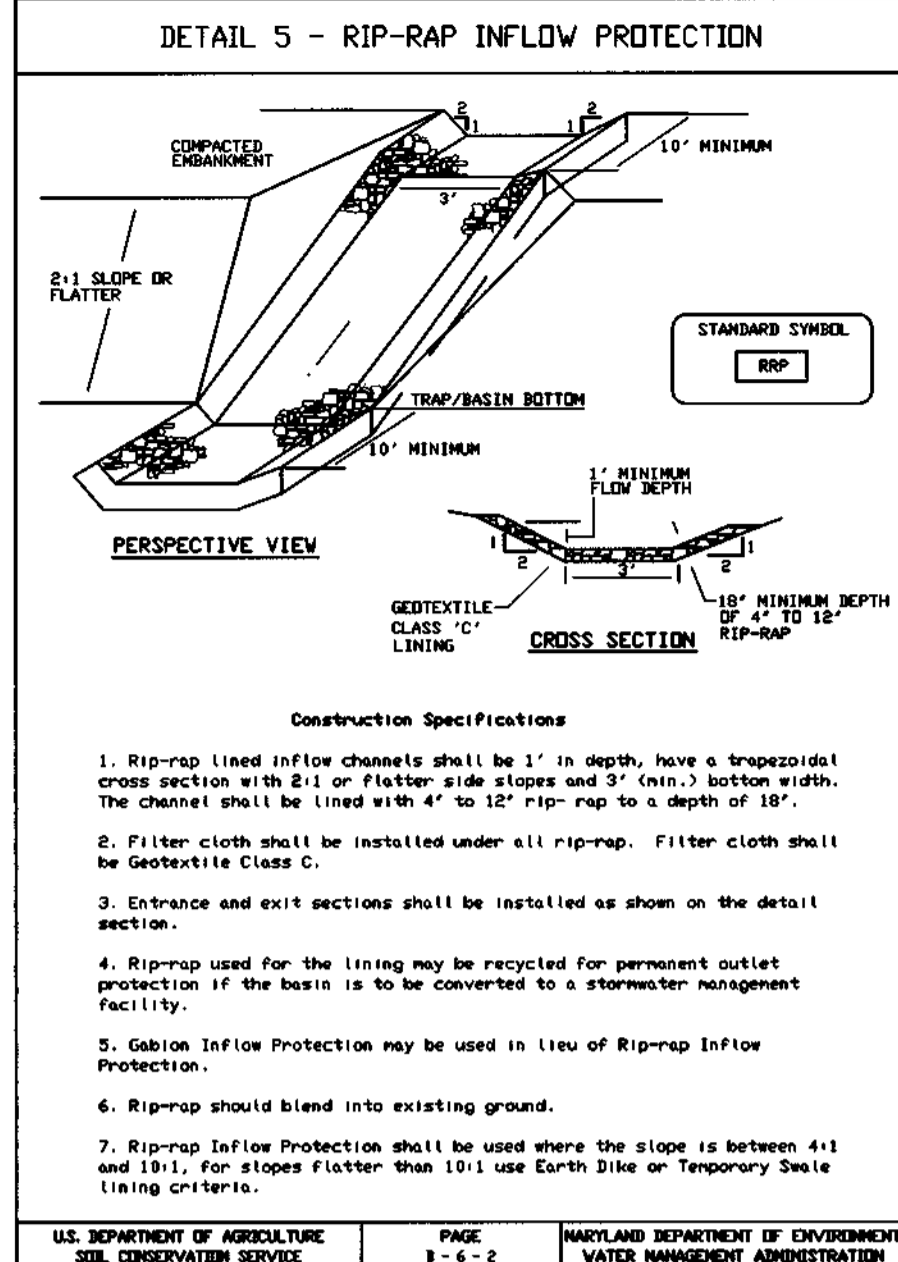 DETAIL 5 - RIP-RAP INFLOW PROTECTION
2
1
2
1
COMPACTED
EMBANKMENT
10' MINIMUM
3'
2:1 SLOPE OR
FLATTER
STANDARD SYMBOL
RRP
TRAP/BASIN BOTTOM
10' MINIMUM
PERSPECTIVE VIEW
1' MINIMUM
FLOW DEPTH
1
2
3'
2
1
GEOTEXTILE
CLASS 'C'
LINING
18" MINIMUM DEPTH
OF 4" TO 12"
RIP-RAP
CROSS SECTION
Construction Specifications
1. Rip-rap lined inflow channels shall be 1' in depth, have a trapezoidal
cross section with 2:1 or flatter side slopes and 3' (min.) bottom width.
The channel shall be lined with 4" to 12" rip- rap to a depth of 18".
2. Filter cloth shall be installed under all rip-rap. Filter cloth shall
be Geotextile Class C.
3. Entrance and exit sections shall be installed as shown on the detail
section.
4. Rip-rap used for the lining may be recycled for permanent outlet
protection if the basin is to be converted to a stormwater management
facility.
5. Gabion Inflow Protection may be used in lieu of Rip-rap Inflow
Protection.
6. Rip-rap should blend into existing ground.
7. Rip-rap Inflow Protection shall be used where the slope is between 4:1
and 10:1, for slopes flatter than 10:1 use Earth Dike or Temporary Swale
lining criteria.
U.S. DEPARTMENT OF AGRICULTURE
SOIL CONSERVATION SERVICE
PAGE
B - 6 - 2
MARYLAND DEPARTMENT OF ENVIRONMENT
WATER MANAGEMENT ADMINISTRATION